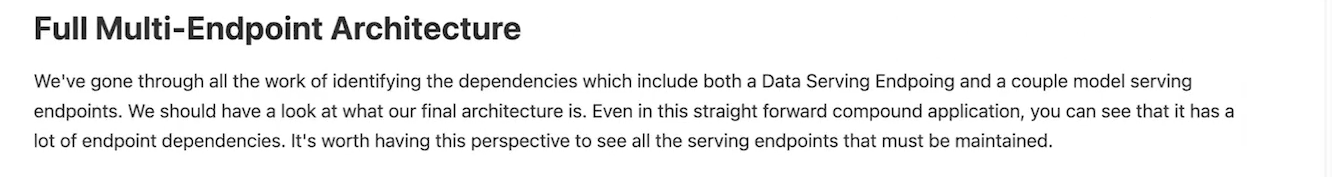 Full Multi-Endpoint Architecture
We've gone through all the work of identifying the dependencies which include both a Data Serving Endpoing and a couple model serving
endpoints. We should have a look at what our final architecture is. Even in this straight forward compound application, you can see that it has a
lot of endpoint dependencies. It's worth having this perspective to see all the serving endpoints that must be maintained.